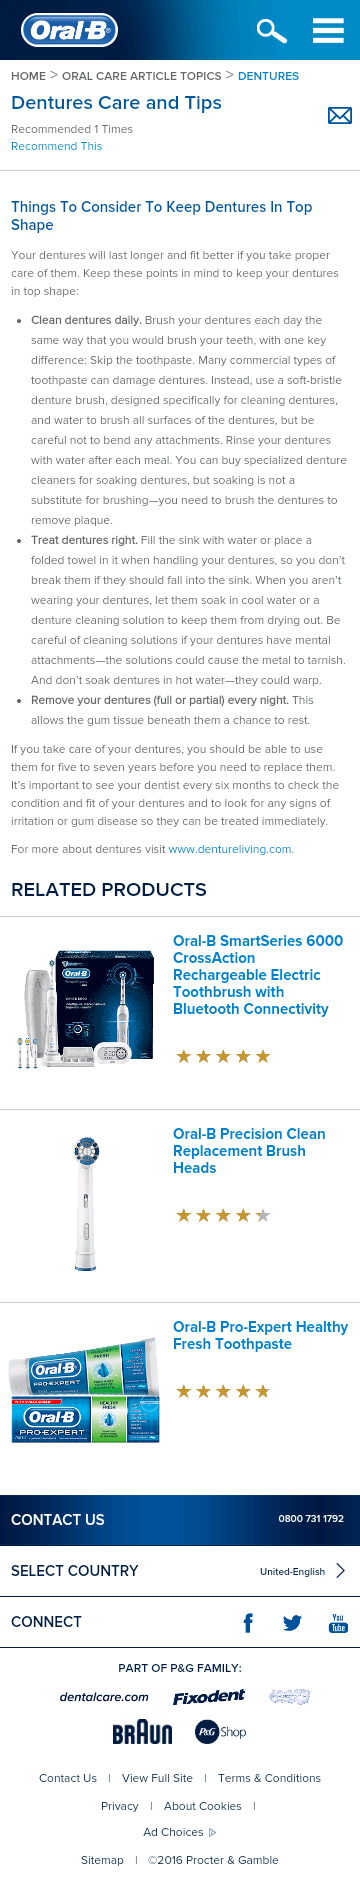 Oral-B
HOME > ORAL CARE ARTICLE TOPICS > DENTURES
Dentures Care and Tips
Recommended 1 Times
Recommend This
Things To Consider To Keep Dentures In Top
Shape
Your dentures will last longer and fit better if you take proper
care of them. Keep these points in mind to keep your dentures
in top shape:
• Clean dentures daily. Brush your dentures each day the
same way that you would brush your teeth, with one key
difference: Skip the toothpaste. Many commercial types of
toothpaste can damage dentures. Instead, use a soft-bristle
denture brush, designed specifically for cleaning dentures,
and water to brush all surfaces of the dentures, but be
careful not to bend any attachments. Rinse your dentures
with water after each meal. You can buy specialized denture
cleaners for soaking dentures, but soaking is not a
substitute for brushing—you need to brush the dentures to
remove plaque.
• Treat dentures right. Fill the sink with water or place a
folded towel in it when handling your dentures, so you don’t
break them if they should fall into the sink. When you aren’t
wearing your dentures, let them soak in cool water or a
denture cleaning solution to keep them from drying out. Be
careful of cleaning solutions if your dentures have mental
attachments—the solutions could cause the metal to tarnish.
And don’t soak dentures in hot water—they could warp.
• Remove your dentures (full or partial) every night. This
allows the gum tissue beneath them a chance to rest.
If you take care of your dentures, you should be able to use
them for five to seven years before you need to replace them.
It’s important to see your dentist every six months to check the
condition and fit of your dentures and to look for any signs of
irritation or gum disease so they can be treated immediately.
For more about dentures visit www.dentureliving.com.
RELATED PRODUCTS
Oral-B SmartSeries 6000
CrossAction
Rechargeable Electric
Toothbrush with
Bluetooth Connectivity
Oral-B
Oral-B Precision Clean
Replacement Brush
Heads
Oral-B Pro-Expert Healthy
Fresh Toothpaste
Oral-B
PRO-EXPERT
FRESH
Oral-B
PRO-EXPERT
HEALTHY
FRESH
CONTACT US 0800 731 1792
SELECT COUNTRY United-English
CONNECT
You
Tube
PART OF P&G FAMILY:
dentalcare.com Fixodent
BRAUN P&G Shop
Contact Us | View Full Site | Terms & Conditions
Privacy | About Cookies |
Ad Choices
Sitemap | ©2016 Procter & Gamble